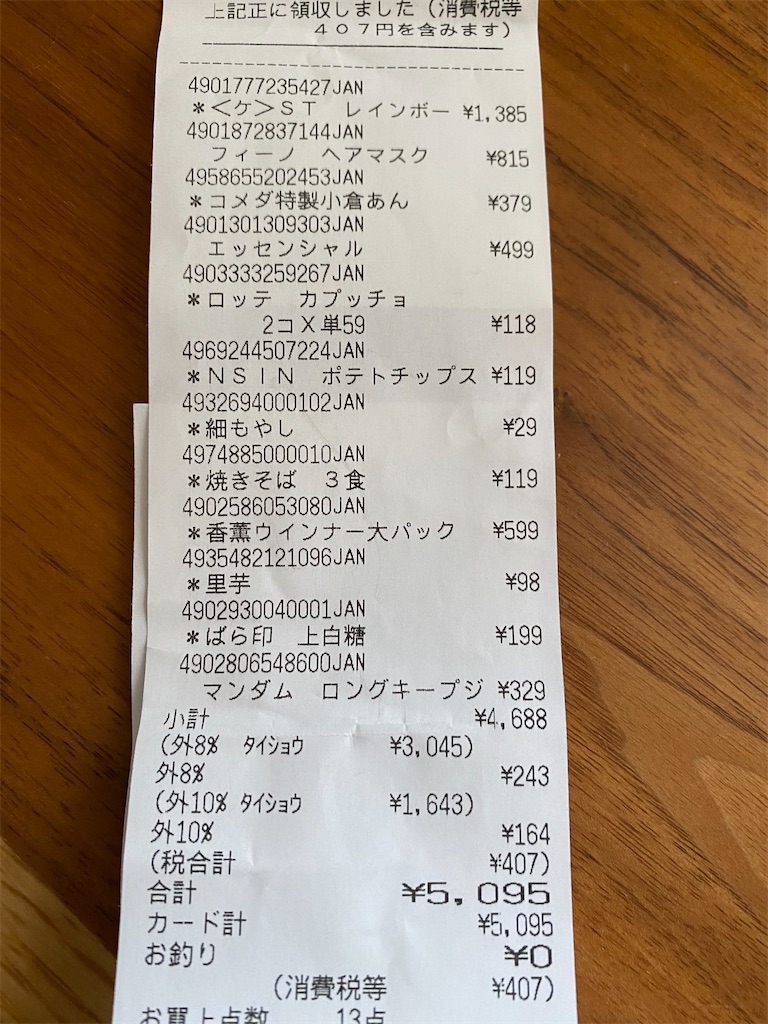 上記正に領収しました(消費税等
407円を含みます)
4901777235427JAN
*<ケ>ST レインボー ¥1,385
4901872837144JAN
フィーノ ヘアマスク ¥815
4958655202453JAN
*コメダ特製小倉あん ¥379
4901301309303JAN
エッセンシャル ¥499
4903333259267JAN
*ロッテ カプッチョ
2コX単59 ¥118
4969244507224JAN
*NSIN ポテトチップス ¥119
4932694000102JAN
*細もやし ¥29
4974885000010JAN
*焼きそば 3食 ¥119
4902586053080JAN
*香薫ウインナー大パック ¥599
4935482121096JAN
*里芋 ¥98
4902930040001JAN
*ばら印 上白糖 ¥199
4902806548600JAN
マンダム ロングキープジ ¥329
小計 ¥4,688
(外8% タイショウ ¥3,045)
外8% ¥243
(外10% タイショウ ¥1,643)
外10% ¥164
(税合計 ¥407)
合計 ¥5,095
カード計 ¥5,095
お釣り ¥0
(消費税等 ¥407)
お買上点数 13点